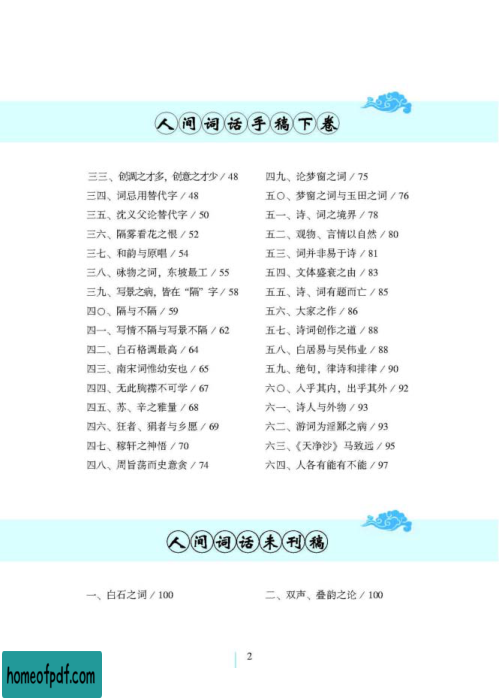 人间词话手稿下卷
三三、创调之才多，创意之才少/48
三四、词忌用替代字/48
三五、沈义父论替代字/50
三六、隔雾看花之恨/52
三七、和韵与原唱/54
三八、咏物之词，东坡最工/55
三九、写景之病，皆在“隔”字/58
四〇、隔与不隔/59
四一、写情不隔与写景不隔/62
四二、白石格调最高/64
四三、南宋词惟幼安也/65
四四、无此胸襟不可学/67
四五、苏、辛之雅量/68
四六、狂者、狷者与乡愿/69
四七、稼轩之神悟/70
四八、周旨荡而史意贪/74
四九、论梦窗之词/75
五〇、梦窗之词与玉田之词/76
五一、诗、词之境界/78
五二、观物、言情以自然/80
五三、词并非易于诗/81
五四、文体盛衰之由/83
五五、诗、词有题而亡/85
五六、大家之作/86
五七、诗词创作之道/88
五八、白居易与吴伟业/88
五九、绝句，律诗和排律/90
六〇、入乎其内，出乎其外/92
六一、诗人与外物/93
六二、游词为淫鄙之病/93
六三、《天净沙》马致远/95
六四、人各有能有不能/97
人间词话未刊稿
一、白石之词/100
二、双声、叠韵之论/100
2
homeofpdf.com